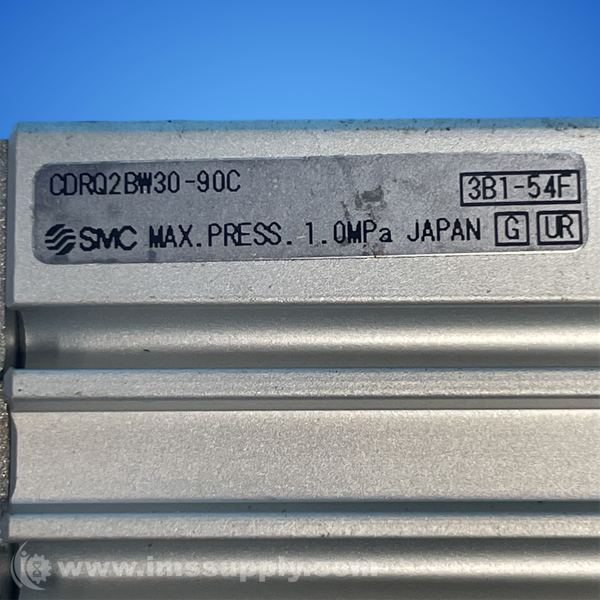 CDRQ2BW30-90C 3B1-54F
SMC MAX.PRESS. 1.0MPa JAPAN G UR
www.imssupply.com